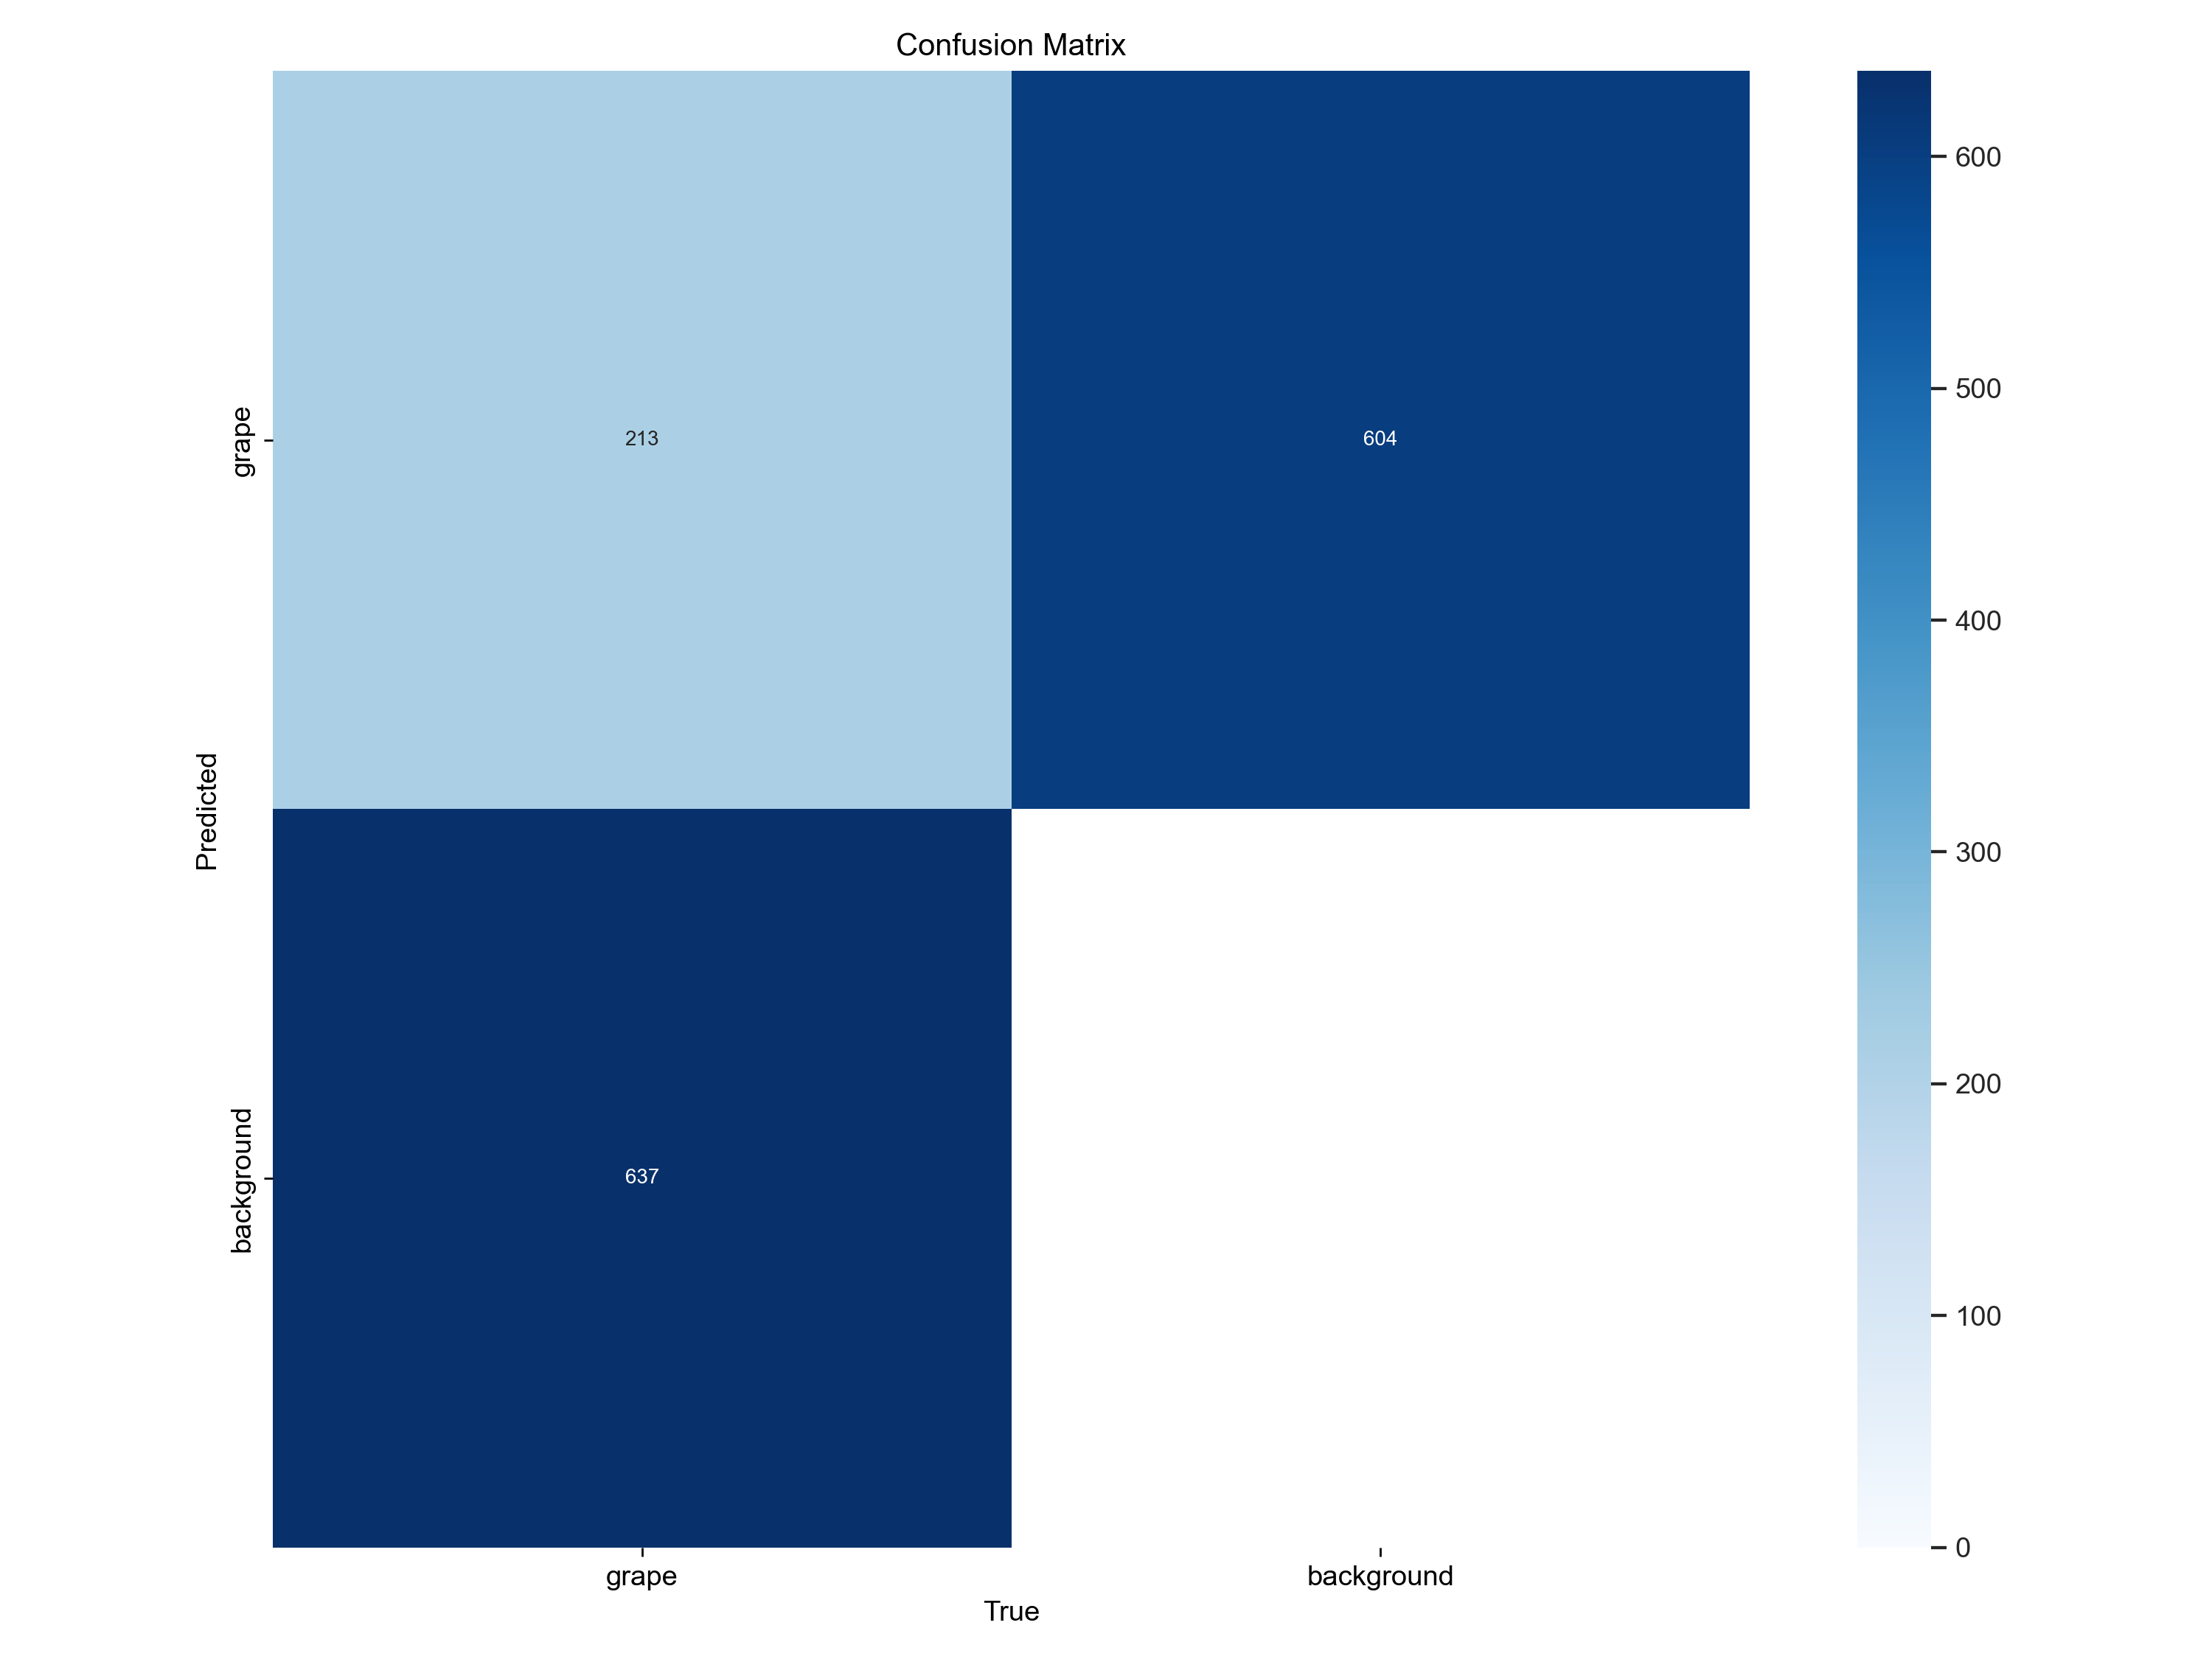 Confusion Matrix
grape
213
604
600
500
400
300
200
100
0
Predicted
background
637
grape
background
True